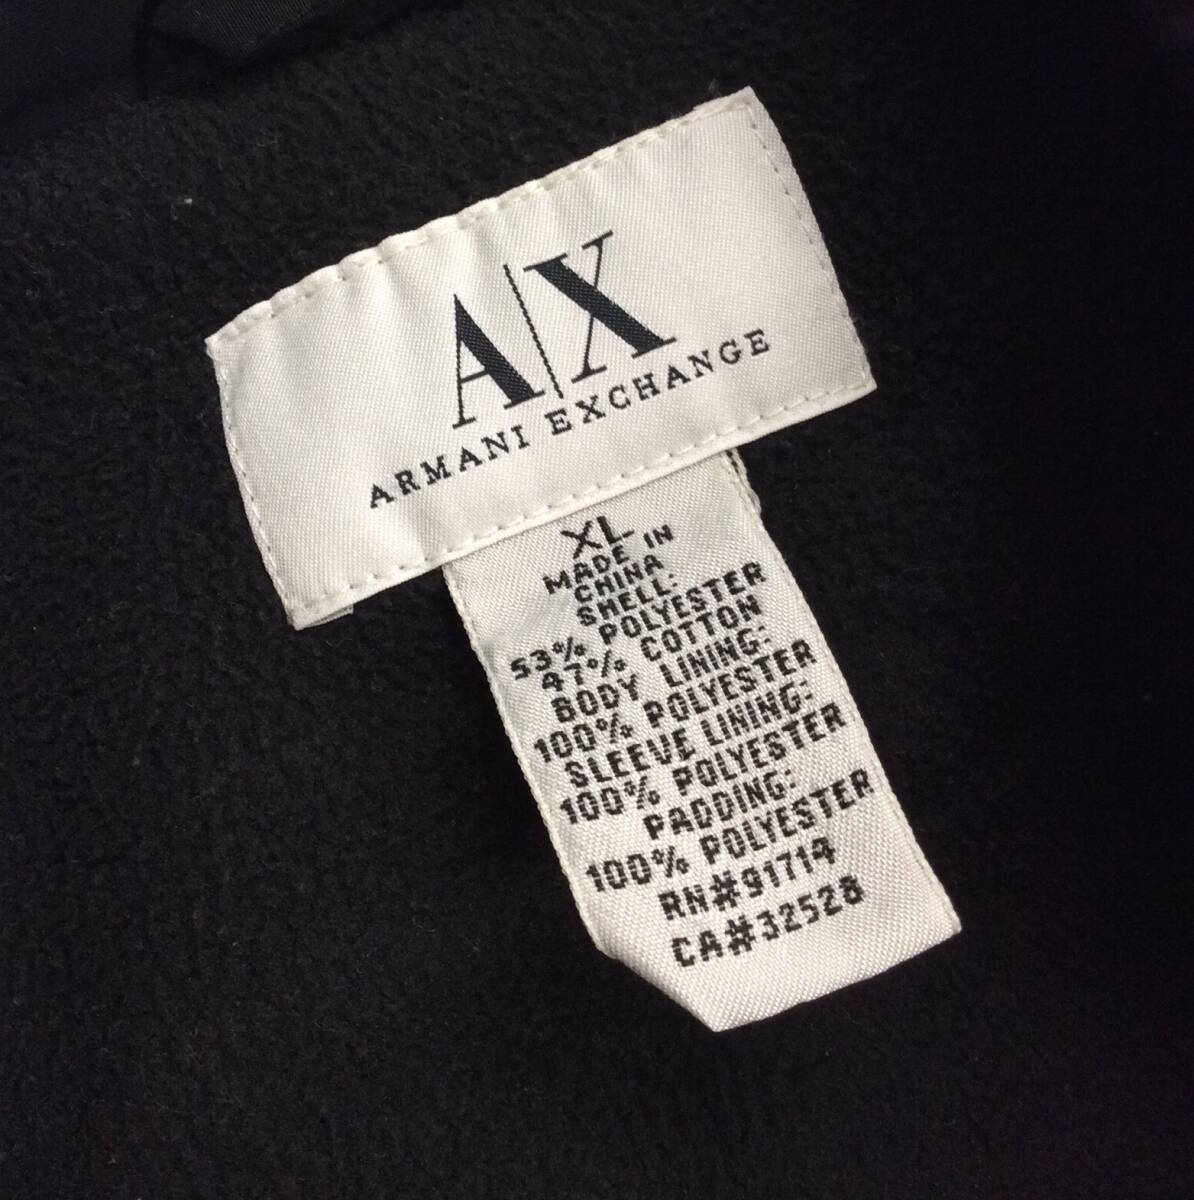 A|X
ARMANI EXCHANGE
XL
MADE IN
CHINA
SHELL:
53% POLYESTER
47% COTTON
BODY LINING:
100% POLYESTER
SLEEVE LINING:
100% POLYESTER
PADDING:
100% POLYESTER
RN#91714
CA#32528